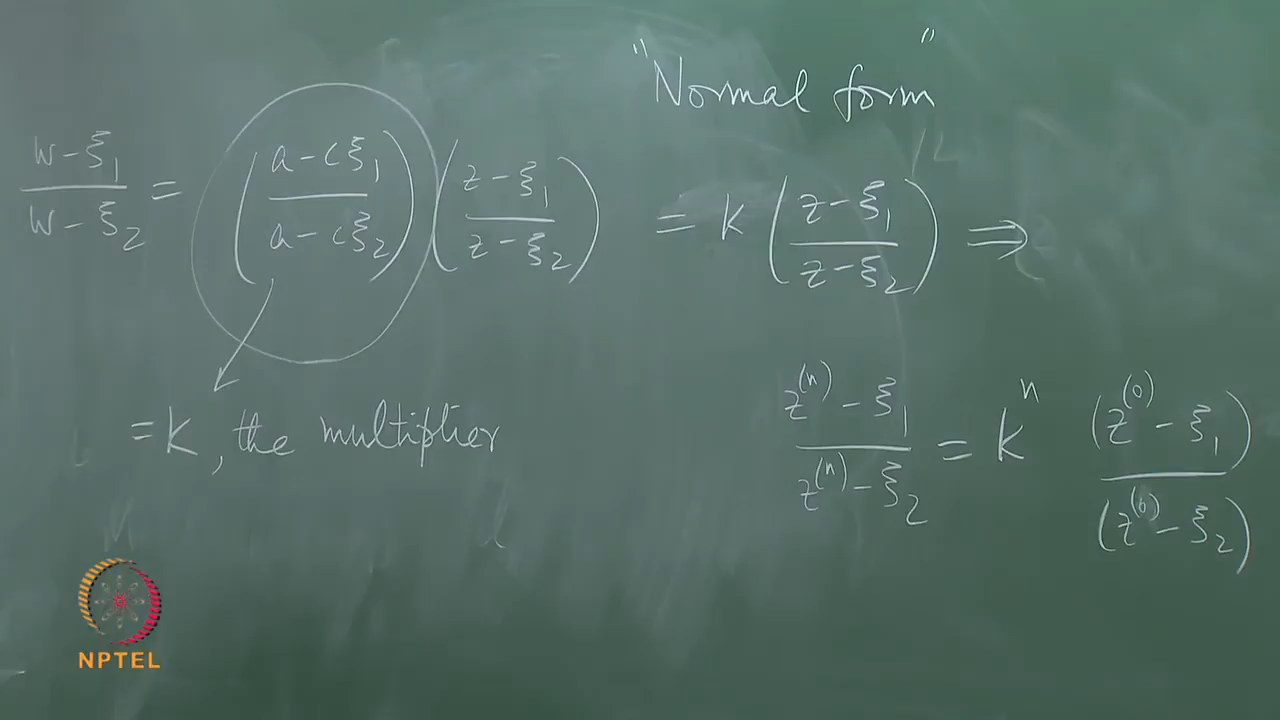 "Normal form"
(w-ξ₁)/(w-ξ₂) = ((a-cξ₁)/(a-cξ₂)) ((z-ξ₁)/(z-ξ₂)) = K ((z-ξ₁)/(z-ξ₂)) ⇒
= K, the multiplier
(z⁽ⁿ⁾-ξ₁)/(z⁽ⁿ⁾-ξ₂) = Kⁿ (z⁽⁰⁾-ξ₁)/(z⁽⁰⁾-ξ₂)
NPTEL